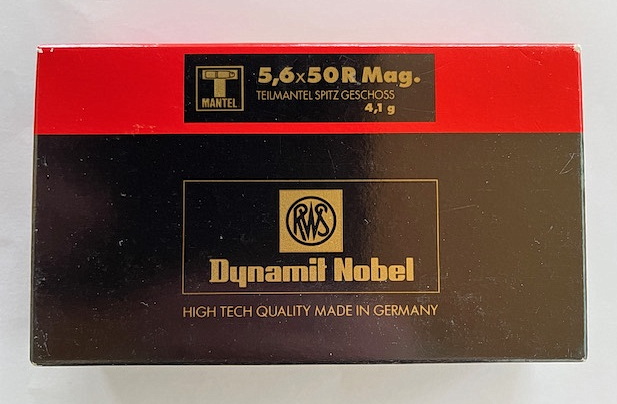 T
MANTEL
5,6x50R Mag.
TEILMANTEL SPITZ GESCHOSS
4,1 g
RWS
Dynamit Nobel
HIGH TECH QUALITY MADE IN GERMANY